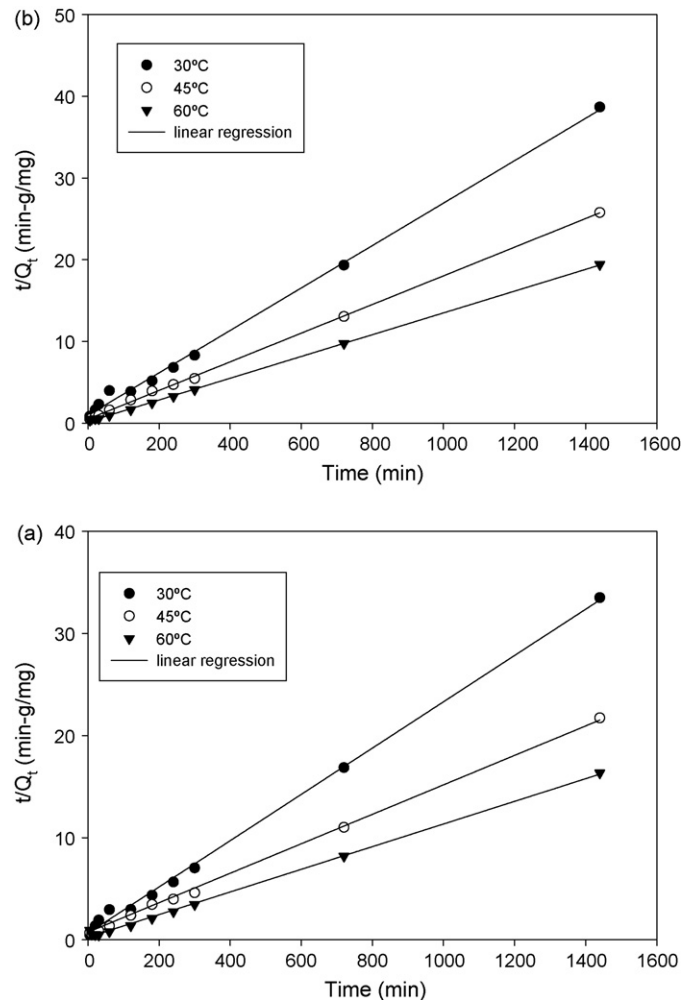 (b)
50
40
30
20
10
0
t/Qt (min-g/mg)
30ºC
45ºC
60ºC
linear regression
0 200 400 600 800 1000 1200 1400 1600
Time (min)
(a)
40
30
20
10
0
t/Qt (min-g/mg)
30ºC
45ºC
60ºC
linear regression
0 200 400 600 800 1000 1200 1400 1600
Time (min)